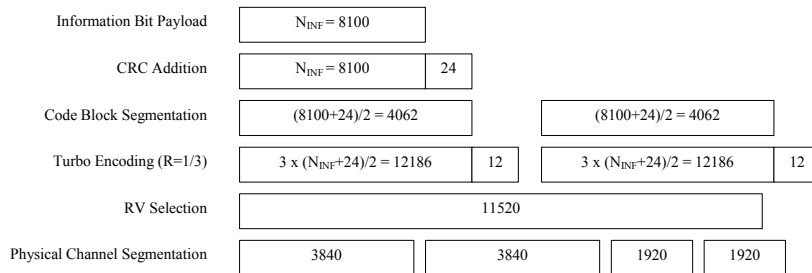 Information Bit Payload N_INF = 8100
CRC Addition N_INF = 8100 24
Code Block Segmentation (8100+24)/2 = 4062 (8100+24)/2 = 4062
Turbo Encoding (R=1/3) 3 x (N_INF+24)/2 = 12186 12 3 x (N_INF+24)/2 = 12186 12
RV Selection 11520
Physical Channel Segmentation 3840 3840 1920 1920